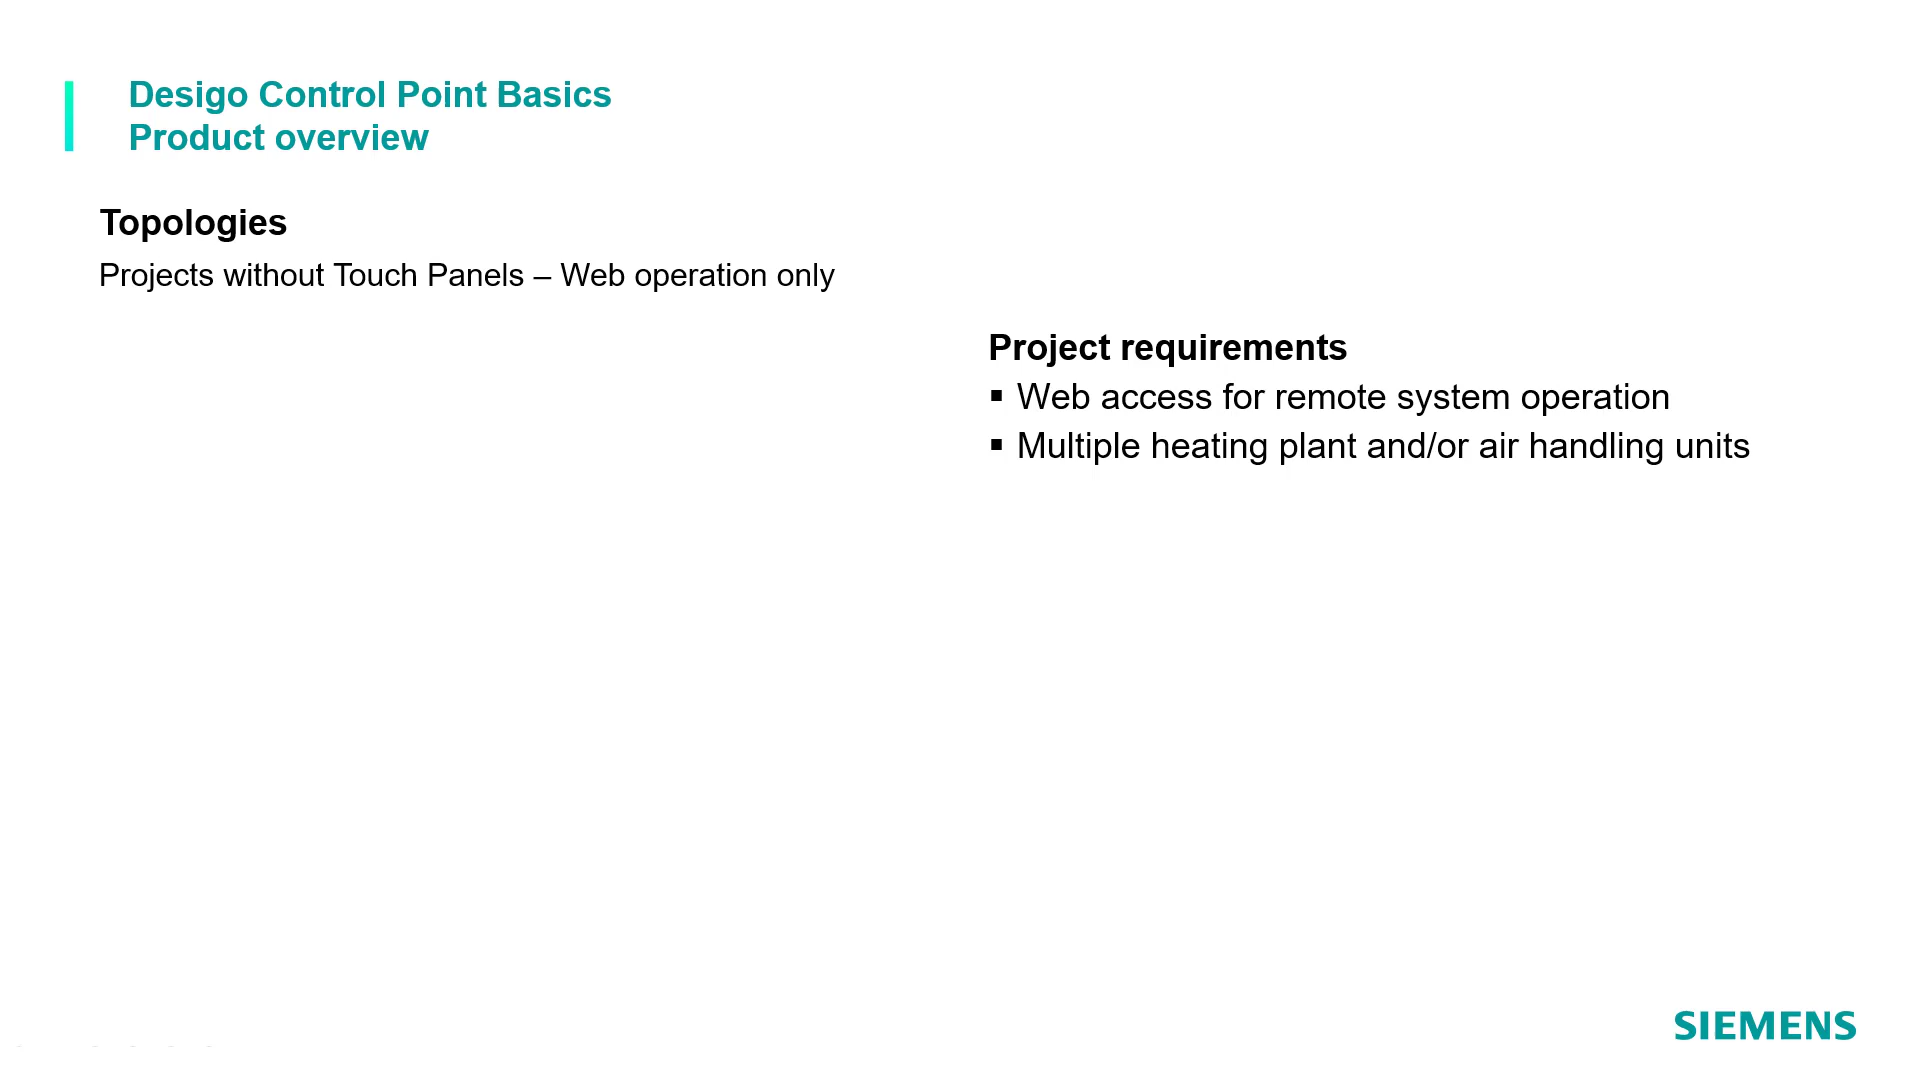 Desigo Control Point Basics
Product overview
Topologies
Projects without Touch Panels – Web operation only
Project requirements
▪ Web access for remote system operation
▪ Multiple heating plant and/or air handling units
SIEMENS